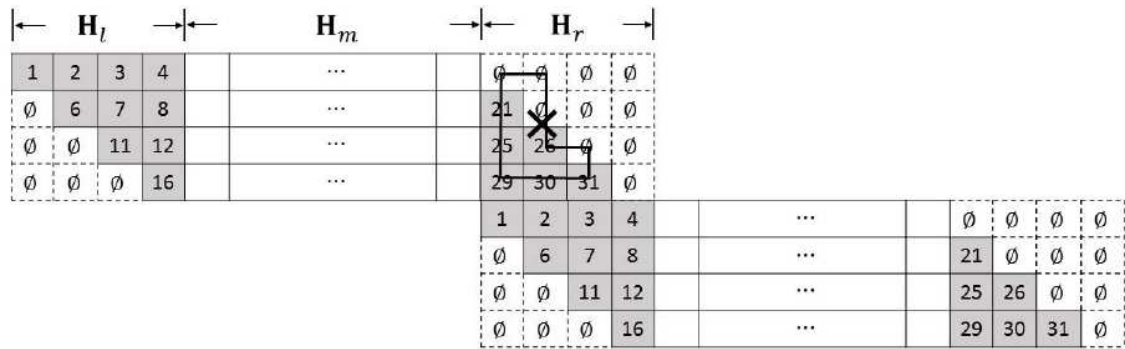 H_l H_m H_r
1 2 3 4 ... Ø Ø Ø Ø
Ø 6 7 8 ... 21 Ø Ø Ø
Ø Ø 11 12 ... 25 26 Ø Ø
Ø Ø Ø 16 ... 29 30 31 Ø
1 2 3 4 ... Ø Ø Ø Ø
Ø 6 7 8 ... 21 Ø Ø Ø
Ø Ø 11 12 ... 25 26 Ø Ø
Ø Ø Ø 16 ... 29 30 31 Ø